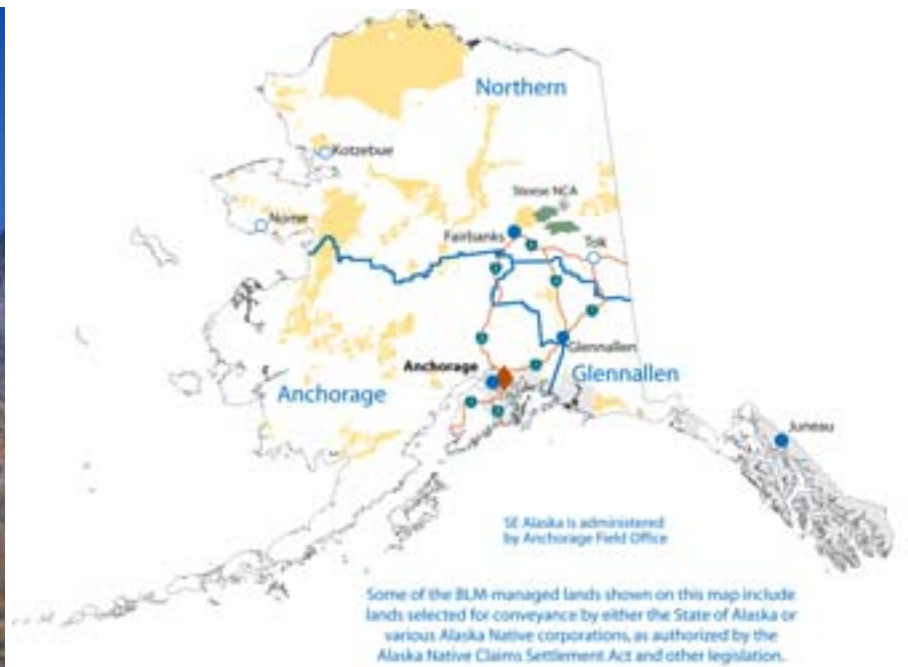 Northern
Kotzebue
Steese NCA
Nome
Fairbanks
Tok
Glennallen
Anchorage
Glennallen
Anchorage
Juneau
SE Alaska is administered
by Anchorage Field Office
Some of the BLM-managed lands shown on this map include
lands selected for conveyance by either the State of Alaska or
various Alaska Native corporations, as authorized by the
Alaska Native Claims Settlement Act and other legislation.